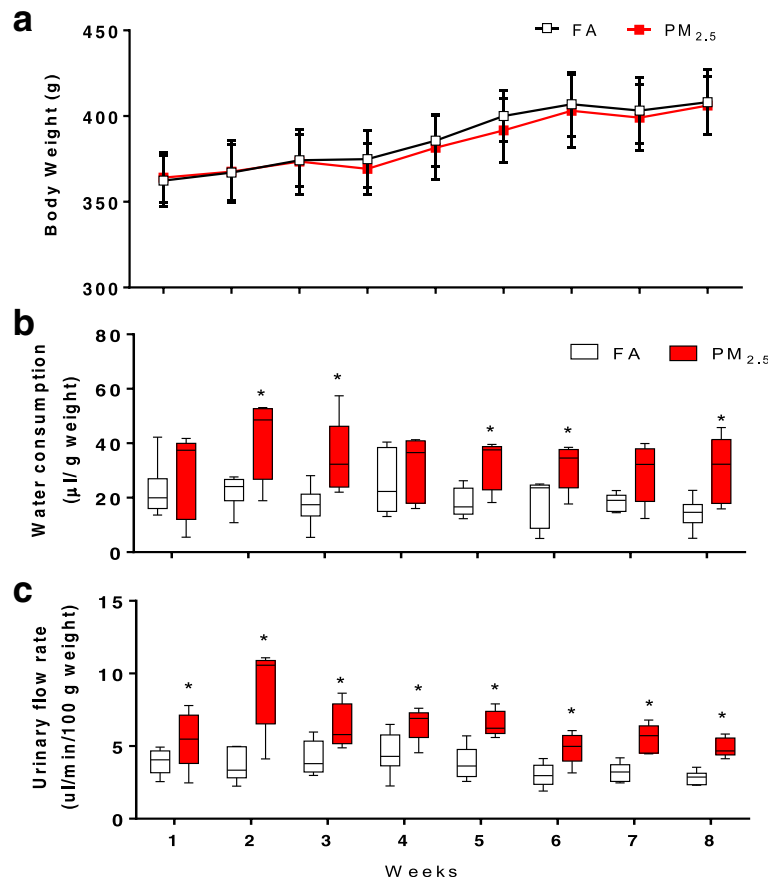 a
FA PM2.5
Body Weight (g)
450
400
350
300
b
FA PM2.5
Water consumption
(µl/ g weight)
80
60
40
20
0
* * * * *
c
Urinary flow rate
(ul/min/100 g weight)
15
10
5
0
* * * * * * * *
1 2 3 4 5 6 7 8
Weeks